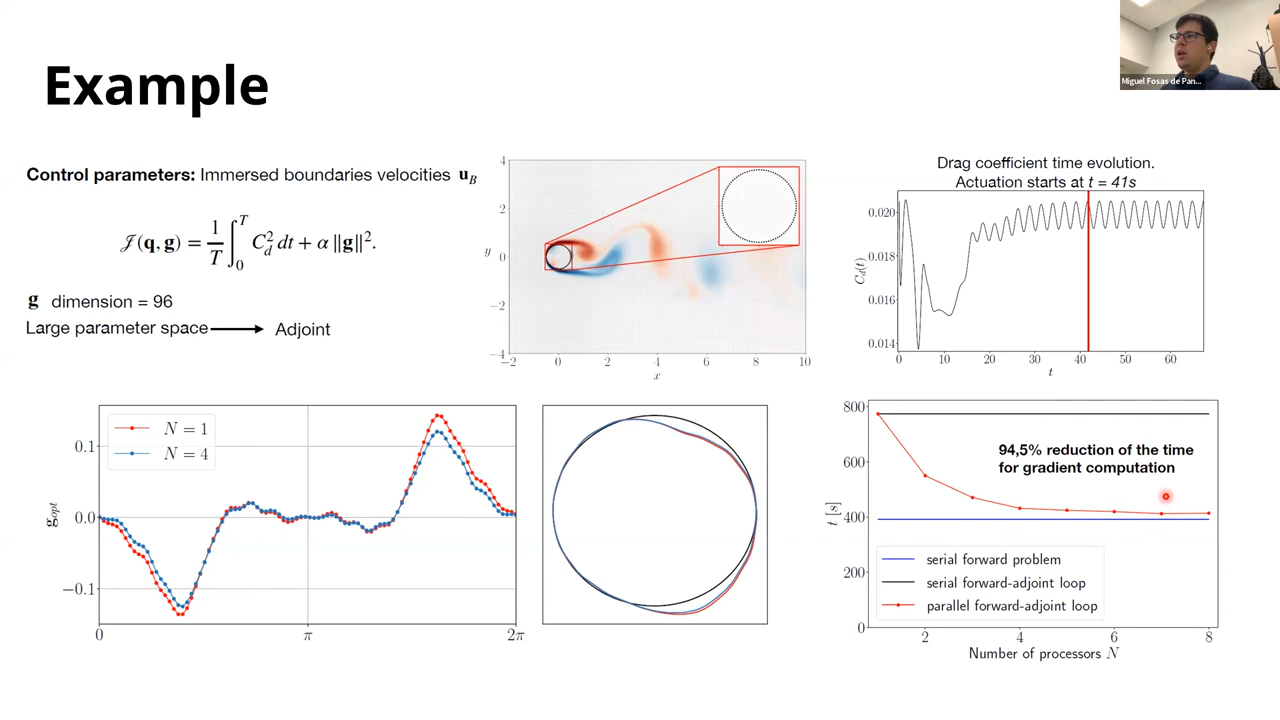 Miguel Fosas de Pan...
Example
Control parameters: Immersed boundaries velocities 𝐮_B
𝒥(𝐪, 𝐠) = 1/T ∫_0^T C_d^2 dt + α ‖𝐠‖^2.
𝐠 dimension = 96
Large parameter space ⟶ Adjoint
4
2
0
−2
−4
y
−2 0 2 4 6 8 10
x
Drag coefficient time evolution.
Actuation starts at t = 41s
0.020
0.018
0.016
0.014
C_d(t)
0 10 20 30 40 50 60
t
N = 1
N = 4
0.1
0.0
−0.1
𝐠_opt
0 π 2π
800
600
400
200
0
t [s]
94,5% reduction of the time
for gradient computation
serial forward problem
serial forward-adjoint loop
parallel forward-adjoint loop
2 4 6 8
Number of processors N